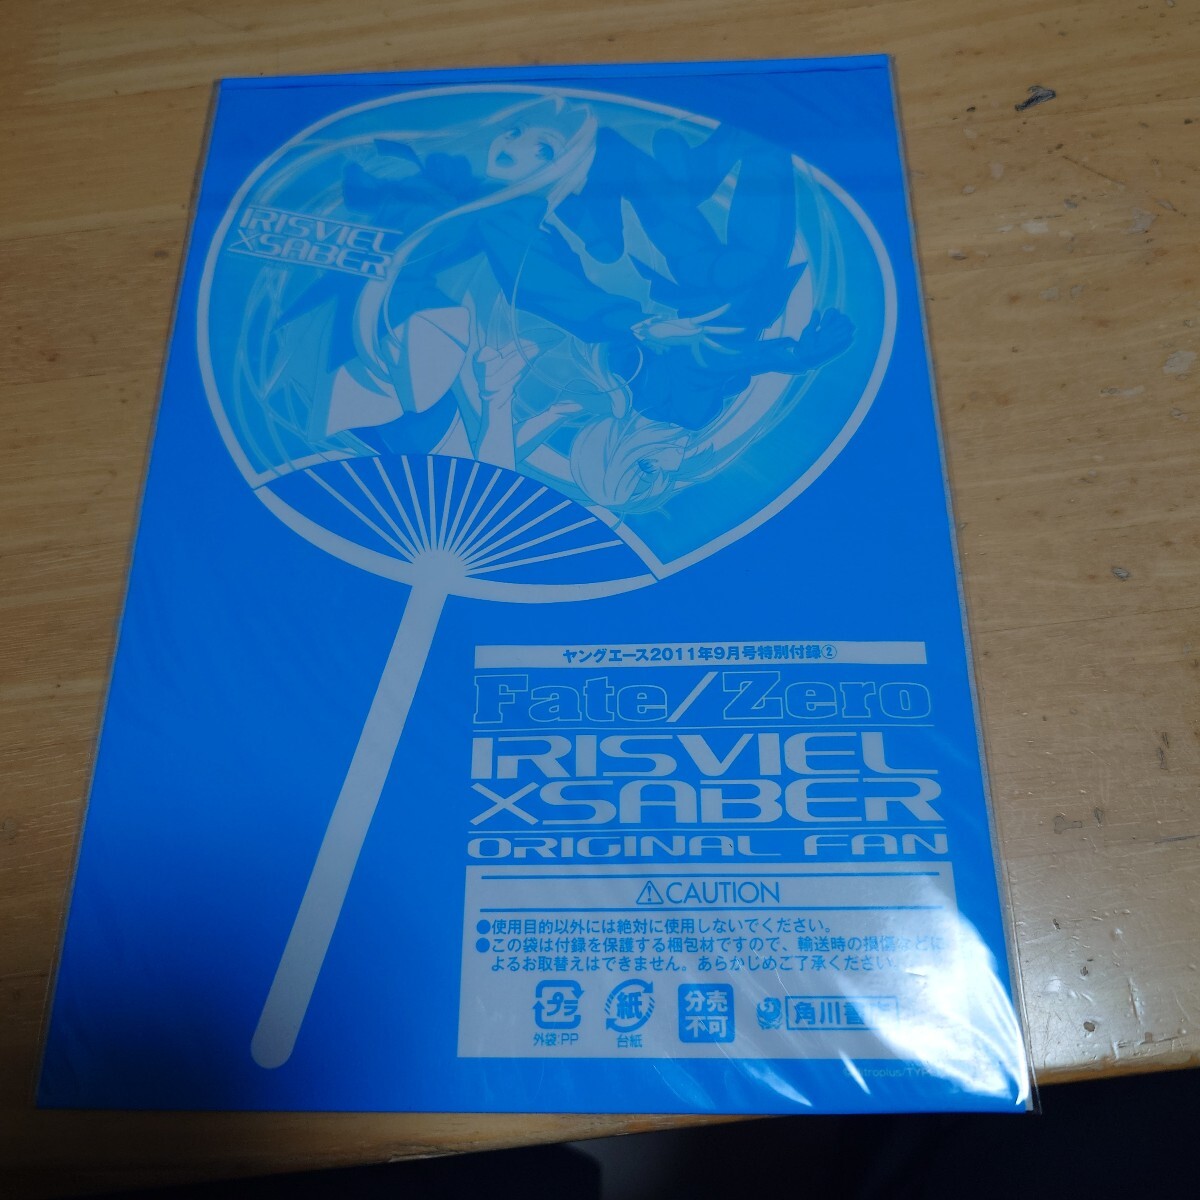 IRISVIEL
×SABER
ヤングエース2011年9月号特別付録②
Fate/Zero
IRISVIEL
×SABER
ORIGINAL FAN
⚠CAUTION
●使用目的以外には絶対に使用しないでください。
●この袋は付録を保護する梱包材ですので、輸送時の損傷などに
よるお取替えはできません。あらかじめご了承ください。
プラ
外袋:PP
紙
台紙
分売
不可
角川書店